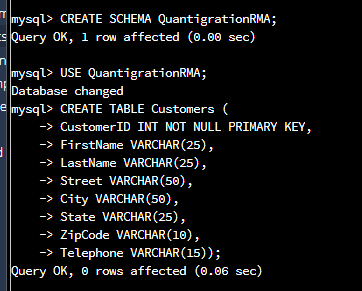 mysql> CREATE SCHEMA QuantigrationRMA;
Query OK, 1 row affected (0.00 sec)
mysql> USE QuantigrationRMA;
Database changed
mysql> CREATE TABLE Customers (
-> CustomerID INT NOT NULL PRIMARY KEY,
-> FirstName VARCHAR(25),
-> LastName VARCHAR(25),
-> Street VARCHAR(50),
-> City VARCHAR(50),
-> State VARCHAR(25),
-> ZipCode VARCHAR(10),
-> Telephone VARCHAR(15));
Query OK, 0 rows affected (0.06 sec)